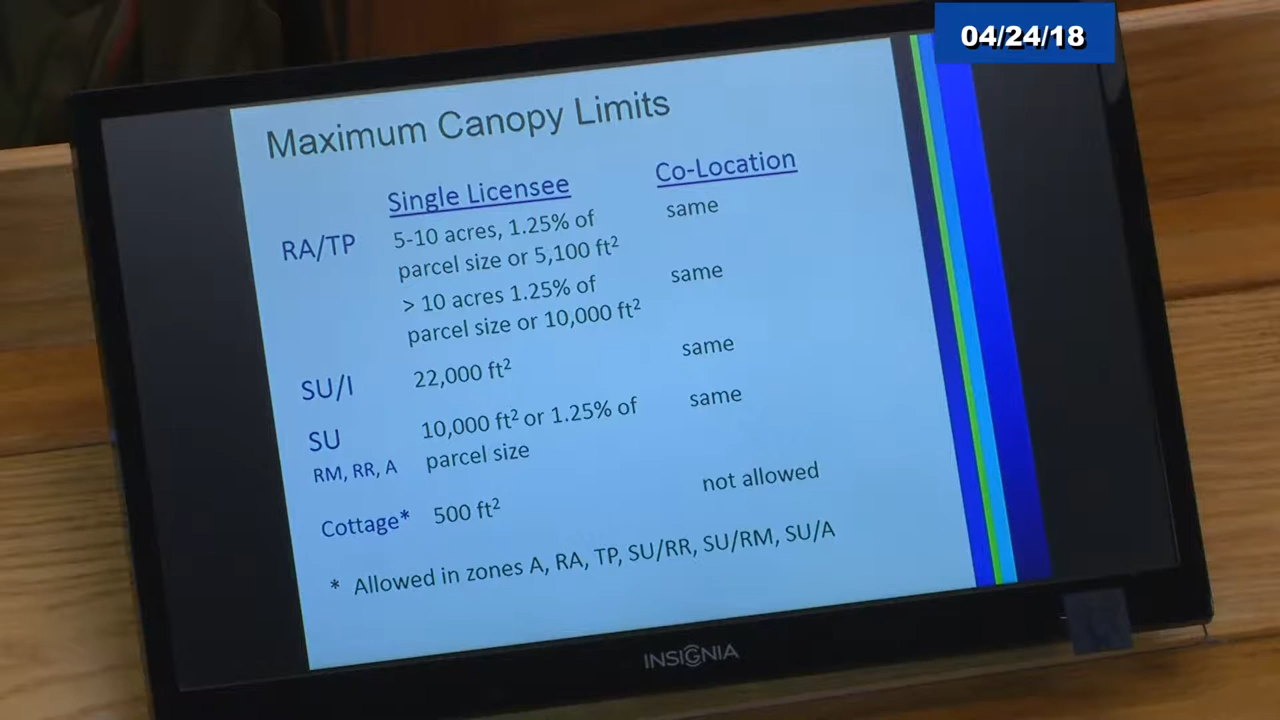 04/24/18
Maximum Canopy Limits
Single Licensee Co-Location
RA/TP 5-10 acres, 1.25% of same
parcel size or 5,100 ft²
> 10 acres 1.25% of same
parcel size or 10,000 ft²
SU/I 22,000 ft² same
SU 10,000 ft² or 1.25% of same
RM, RR, A parcel size
Cottage* 500 ft² not allowed
* Allowed in zones A, RA, TP, SU/RR, SU/RM, SU/A
INSIGNIA